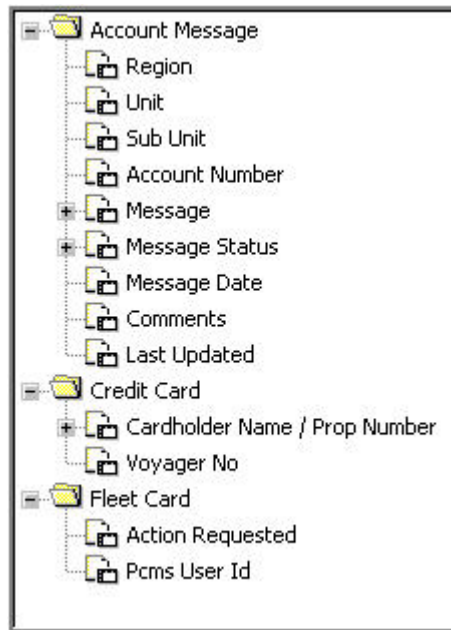 Account Message
Region
Unit
Sub Unit
Account Number
Message
Message Status
Message Date
Comments
Last Updated
Credit Card
Cardholder Name / Prop Number
Voyager No
Fleet Card
Action Requested
Pcms User Id